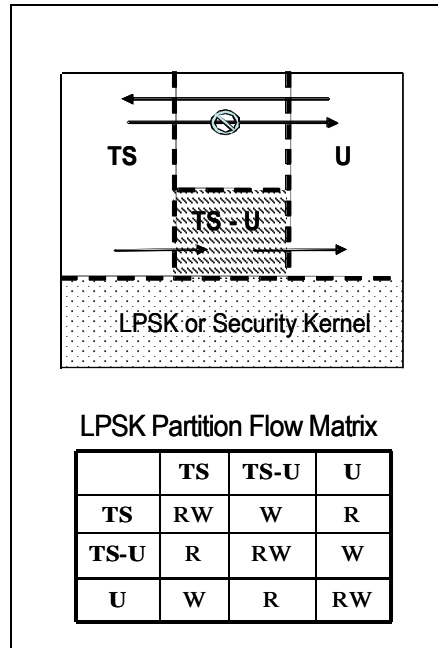 TS U
TS - U
LPSK or Security Kernel
LPSK Partition Flow Matrix
TS TS-U U
TS RW W R
TS-U R RW W
U W R RW